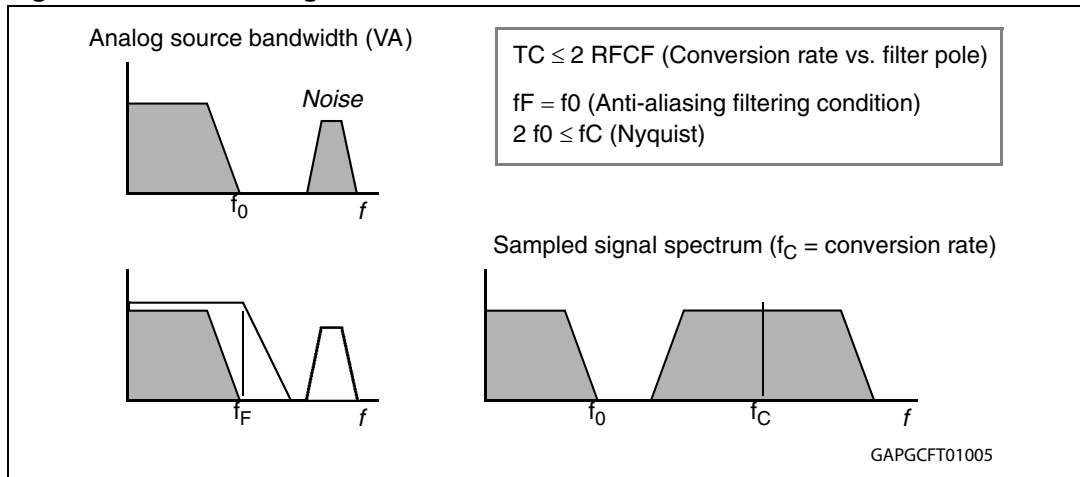 Analog source bandwidth (VA)
TC ≤ 2 RFCF (Conversion rate vs. filter pole)
Noise
fF = f0 (Anti-aliasing filtering condition)
2 f0 ≤ fC (Nyquist)
f0
f
Sampled signal spectrum (fC = conversion rate)
fF
f
f0
fC
f
GAPGCFT01005